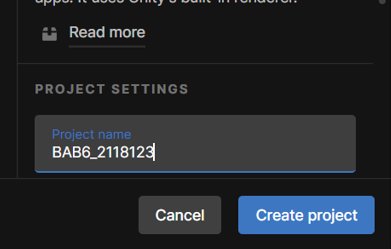 apps. It uses Unity's built-in renderer.
Read more
PROJECT SETTINGS
Project name
BAB6_2118123
Cancel
Create project